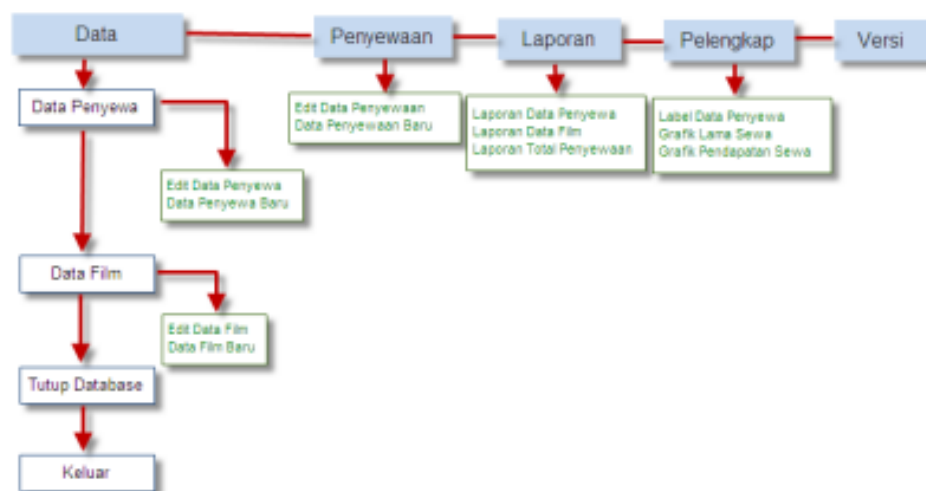 Data
Penyewaan
Laporan
Pelengkap
Versi
Data Penyewa
Edit Data Penyewa
Data Penyewa Baru
Data Film
Edit Data Film
Data Film Baru
Tutup Database
Keluar
Edit Data Penyewaan
Data Penyewaan Baru
Laporan Data Penyewa
Laporan Data Film
Laporan Total Penyewaan
Label Data Penyewa
Grafik Lama Sewa
Grafik Pendapatan Sewa